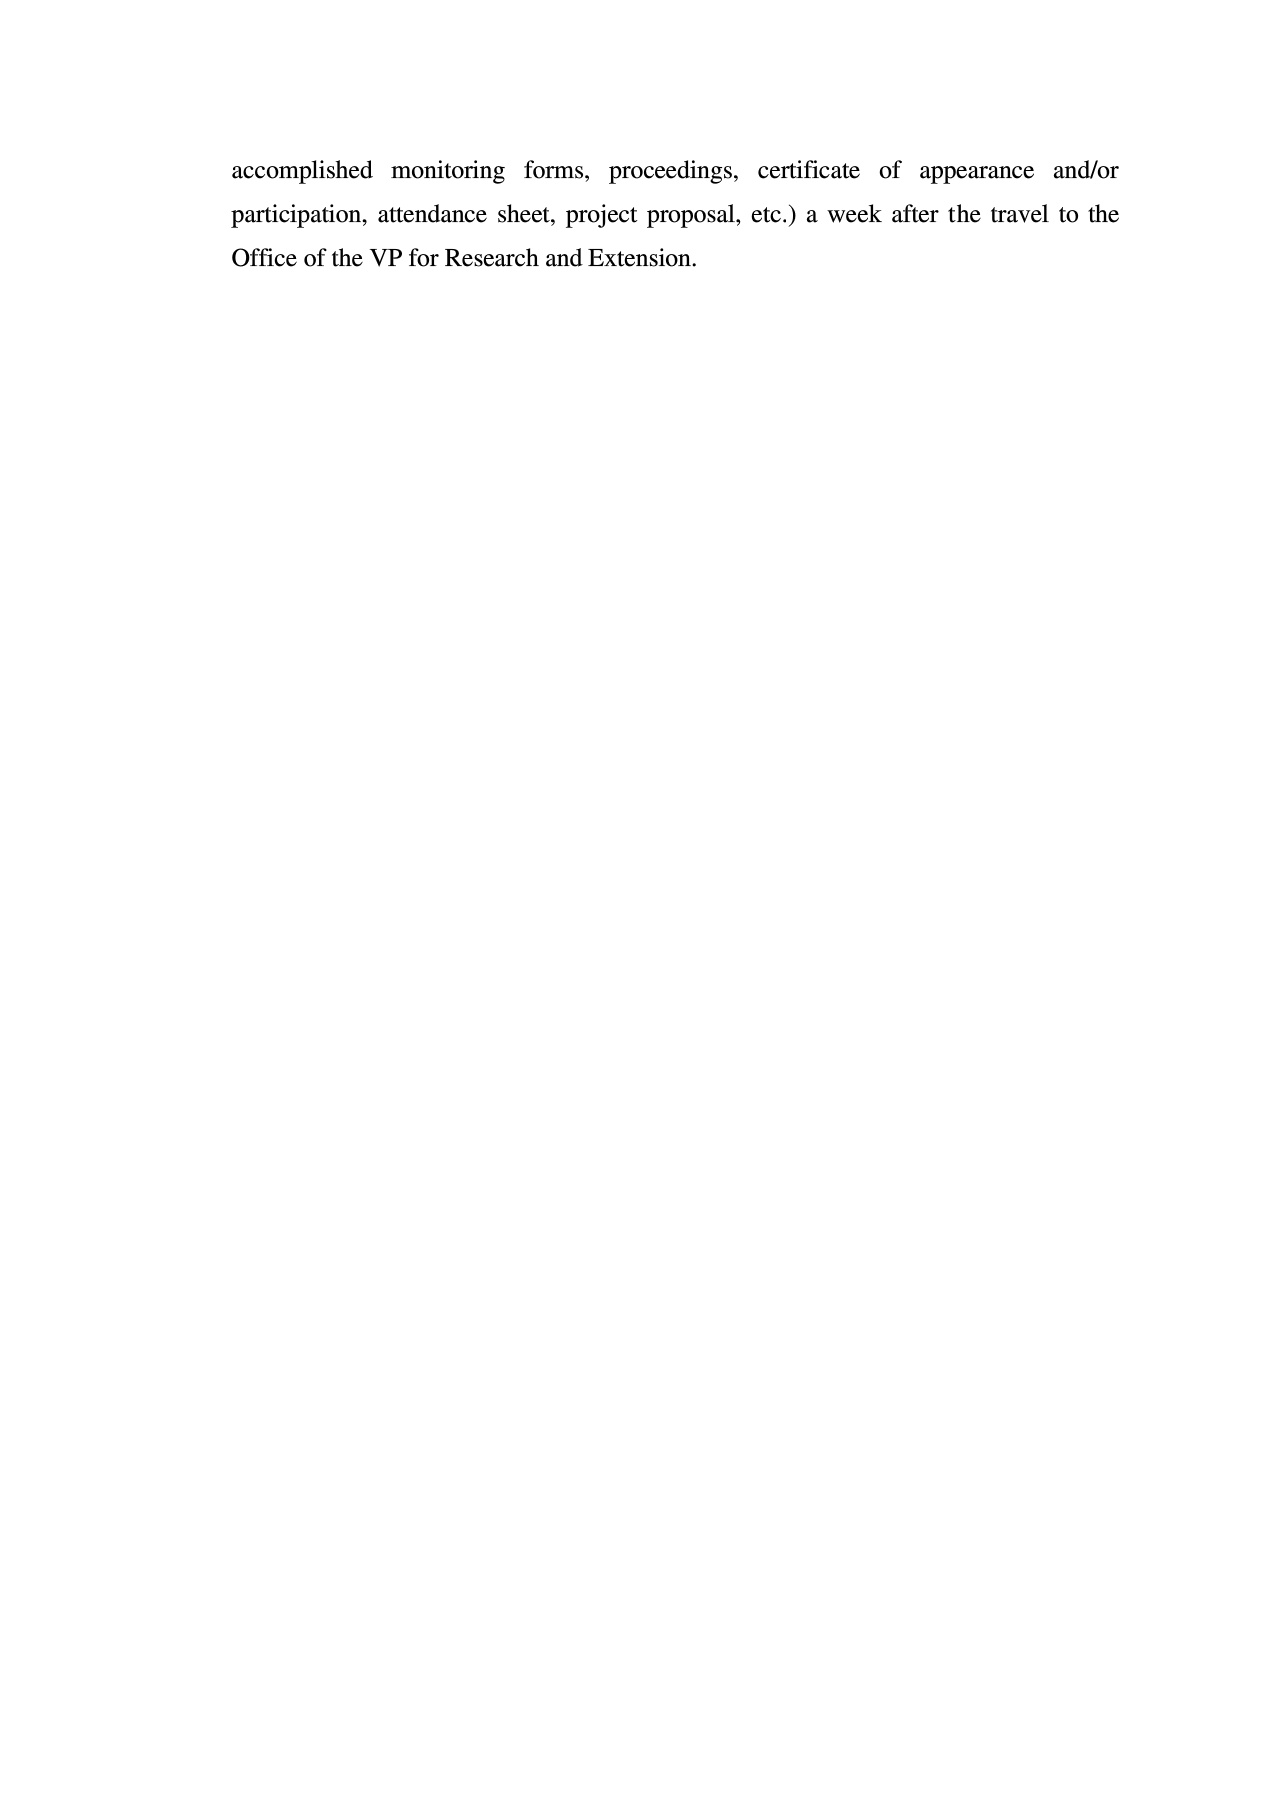 accomplished monitoring forms, proceedings, certificate of appearance and/or
participation, attendance sheet, project proposal, etc.) a week after the travel to the
Office of the VP for Research and Extension.